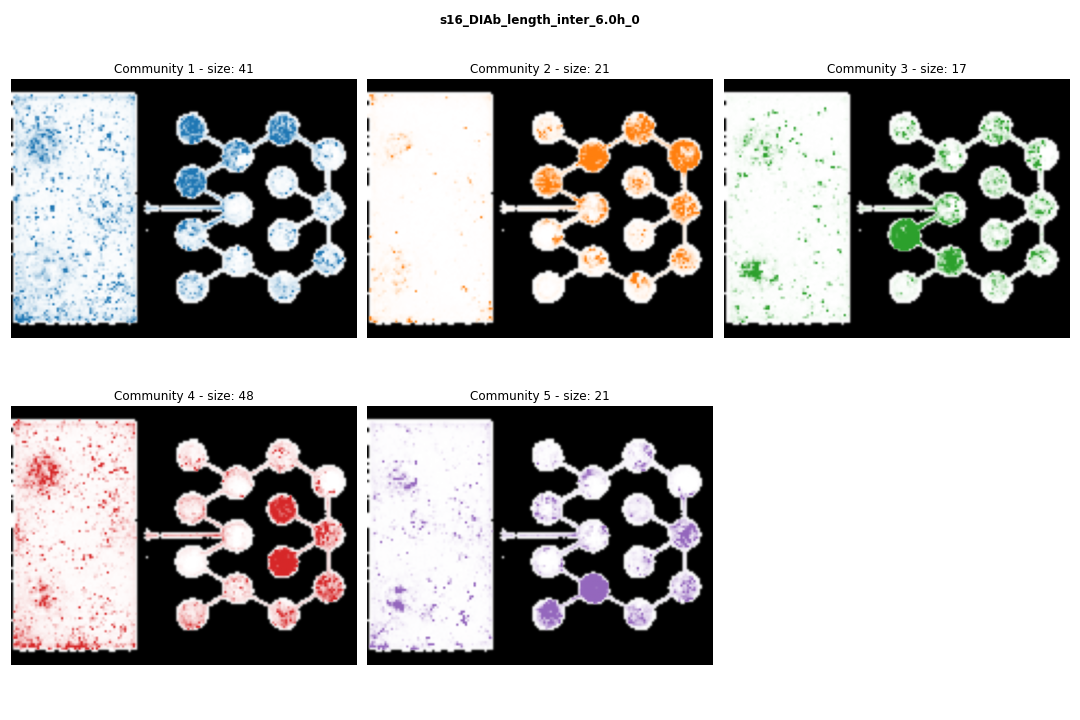 s16_DIAb_length_inter_6.0h_0
Community 1 - size: 41
Community 2 - size: 21
Community 3 - size: 17
Community 4 - size: 48
Community 5 - size: 21